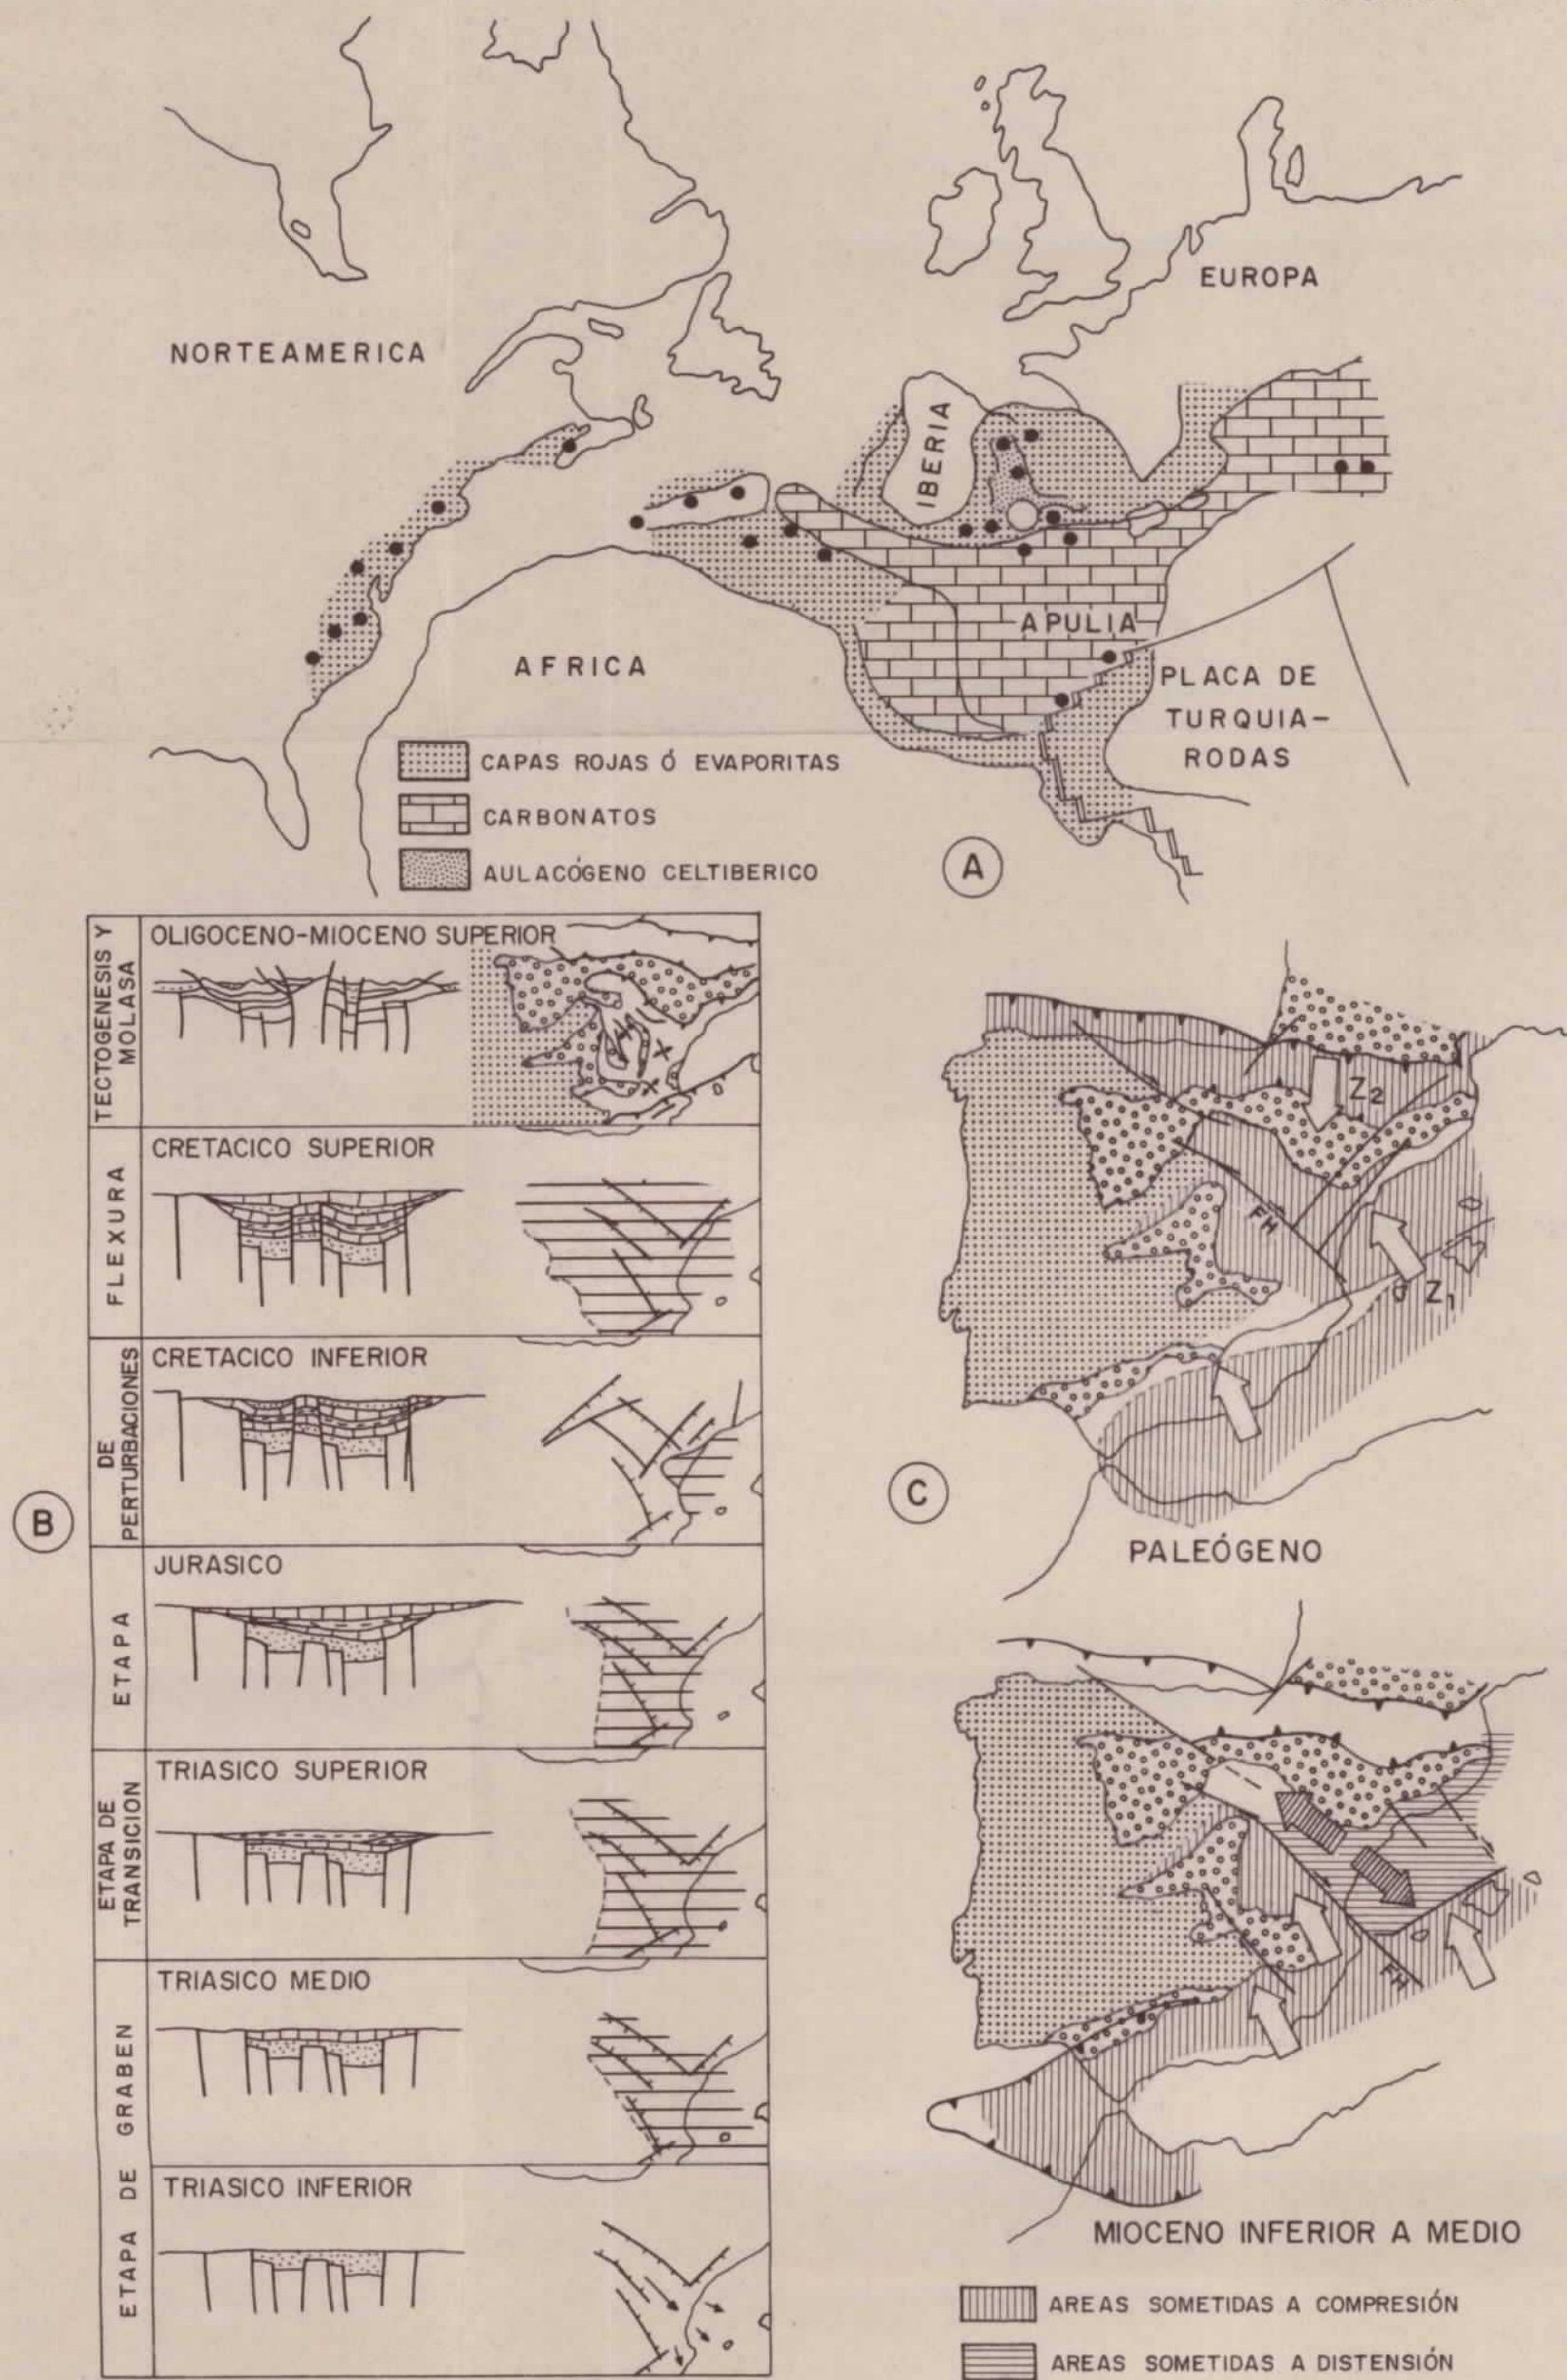 NORTEAMERICA
EUROPA
IBERIA
APULIA
AFRICA
PLACA DE
TURQUIA-
RODAS
CAPAS ROJAS Ó EVAPORITAS
CARBONATOS
AULACÓGENO CELTIBERICO
A
B
TECTOGENESIS Y
MOLASA
OLIGOCENO-MIOCENO SUPERIOR
FLEXURA
CRETACICO SUPERIOR
DE
PERTURBACIONES
CRETACICO INFERIOR
ETAPA
JURASICO
ETAPA DE
TRANSICION
TRIASICO SUPERIOR
ETAPA DE GRABEN
TRIASICO MEDIO
TRIASICO INFERIOR
C
Z2
FH
Z1
PALEÓGENO
FH
MIOCENO INFERIOR A MEDIO
AREAS SOMETIDAS A COMPRESIÓN
AREAS SOMETIDAS A DISTENSIÓN